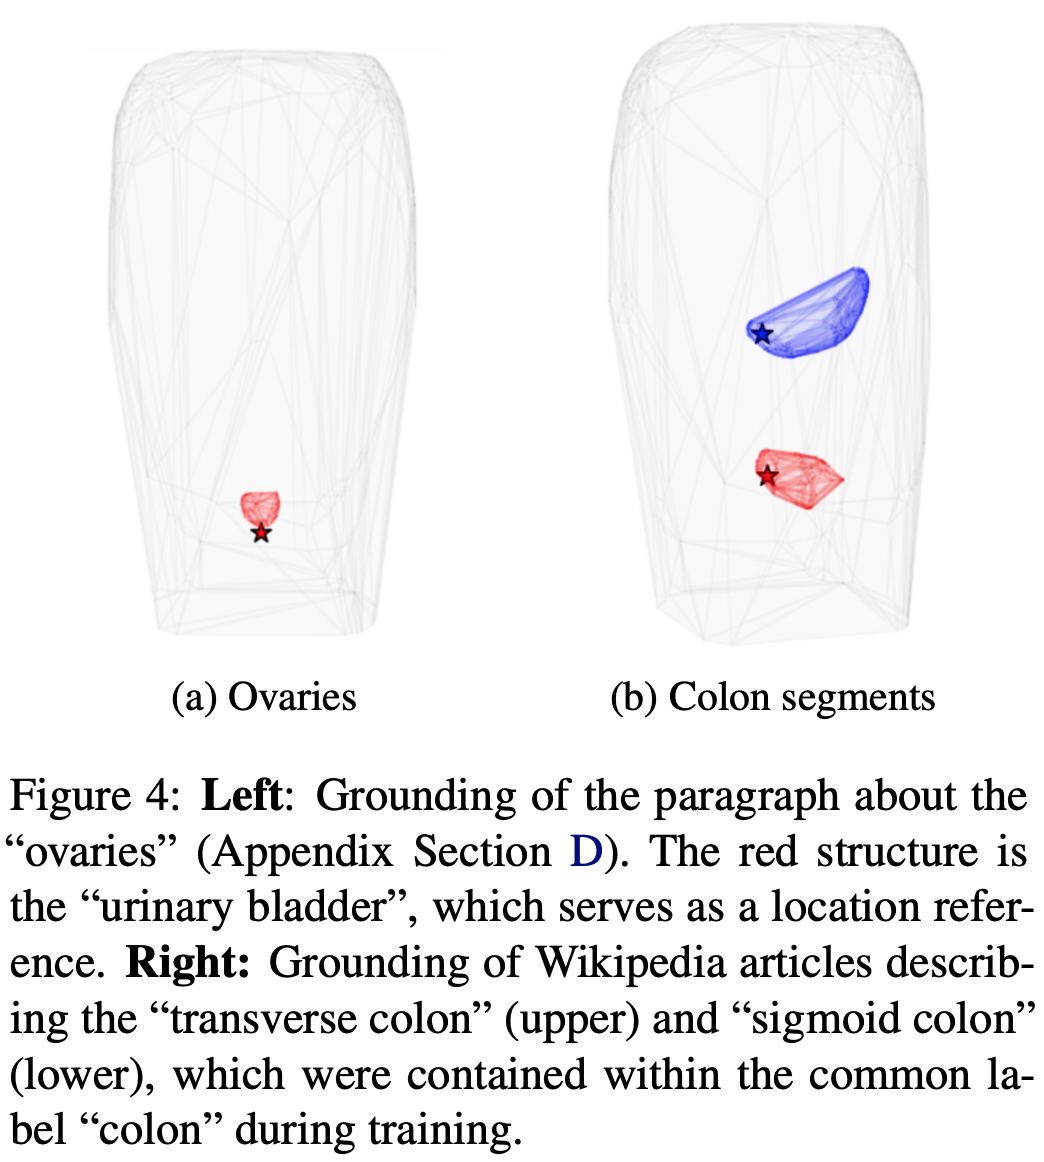 (a) Ovaries
(b) Colon segments
Figure 4: Left: Grounding of the paragraph about the
“ovaries” (Appendix Section D). The red structure is
the “urinary bladder”, which serves as a location refer-
ence. Right: Grounding of Wikipedia articles describ-
ing the “transverse colon” (upper) and “sigmoid colon”
(lower), which were contained within the common la-
bel “colon” during training.